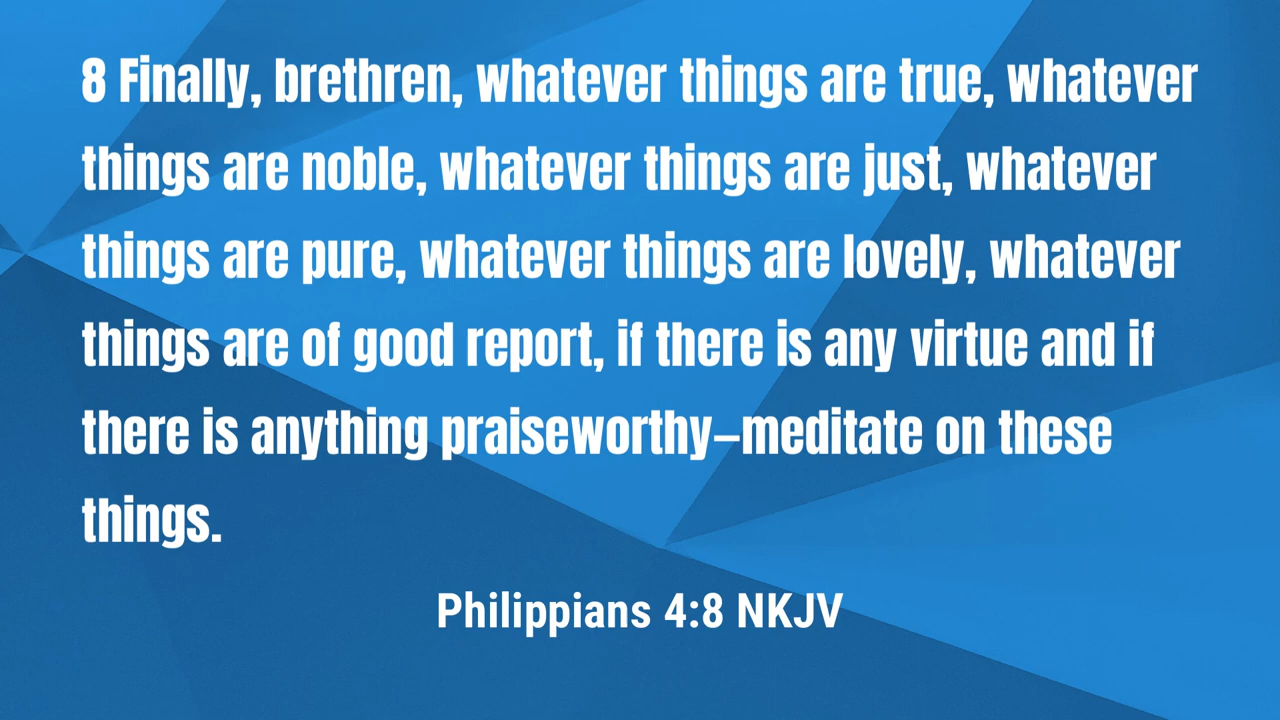 8 Finally, brethren, whatever things are true, whatever
things are noble, whatever things are just, whatever
things are pure, whatever things are lovely, whatever
things are of good report, if there is any virtue and if
there is anything praiseworthy—meditate on these
things.
Philippians 4:8 NKJV